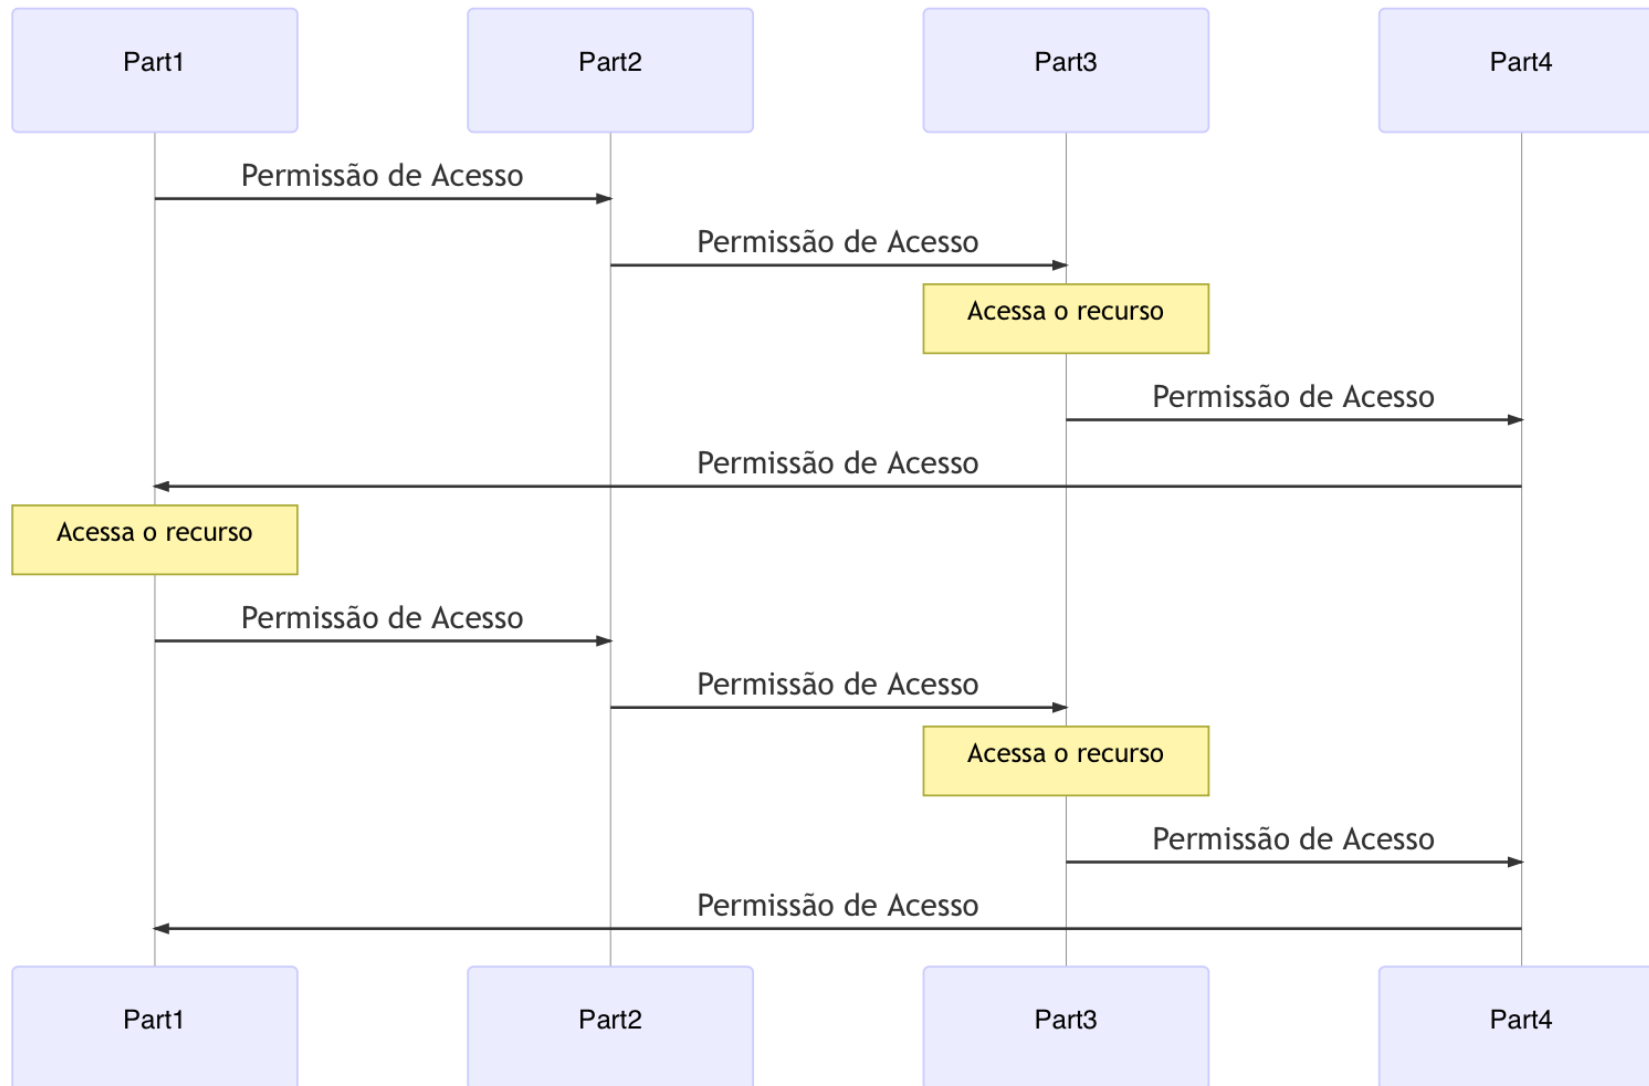 Part1
Part2
Part3
Part4
Permissão de Acesso
Permissão de Acesso
Acessa o recurso
Permissão de Acesso
Permissão de Acesso
Acessa o recurso
Permissão de Acesso
Permissão de Acesso
Acessa o recurso
Permissão de Acesso
Permissão de Acesso
Part1
Part2
Part3
Part4